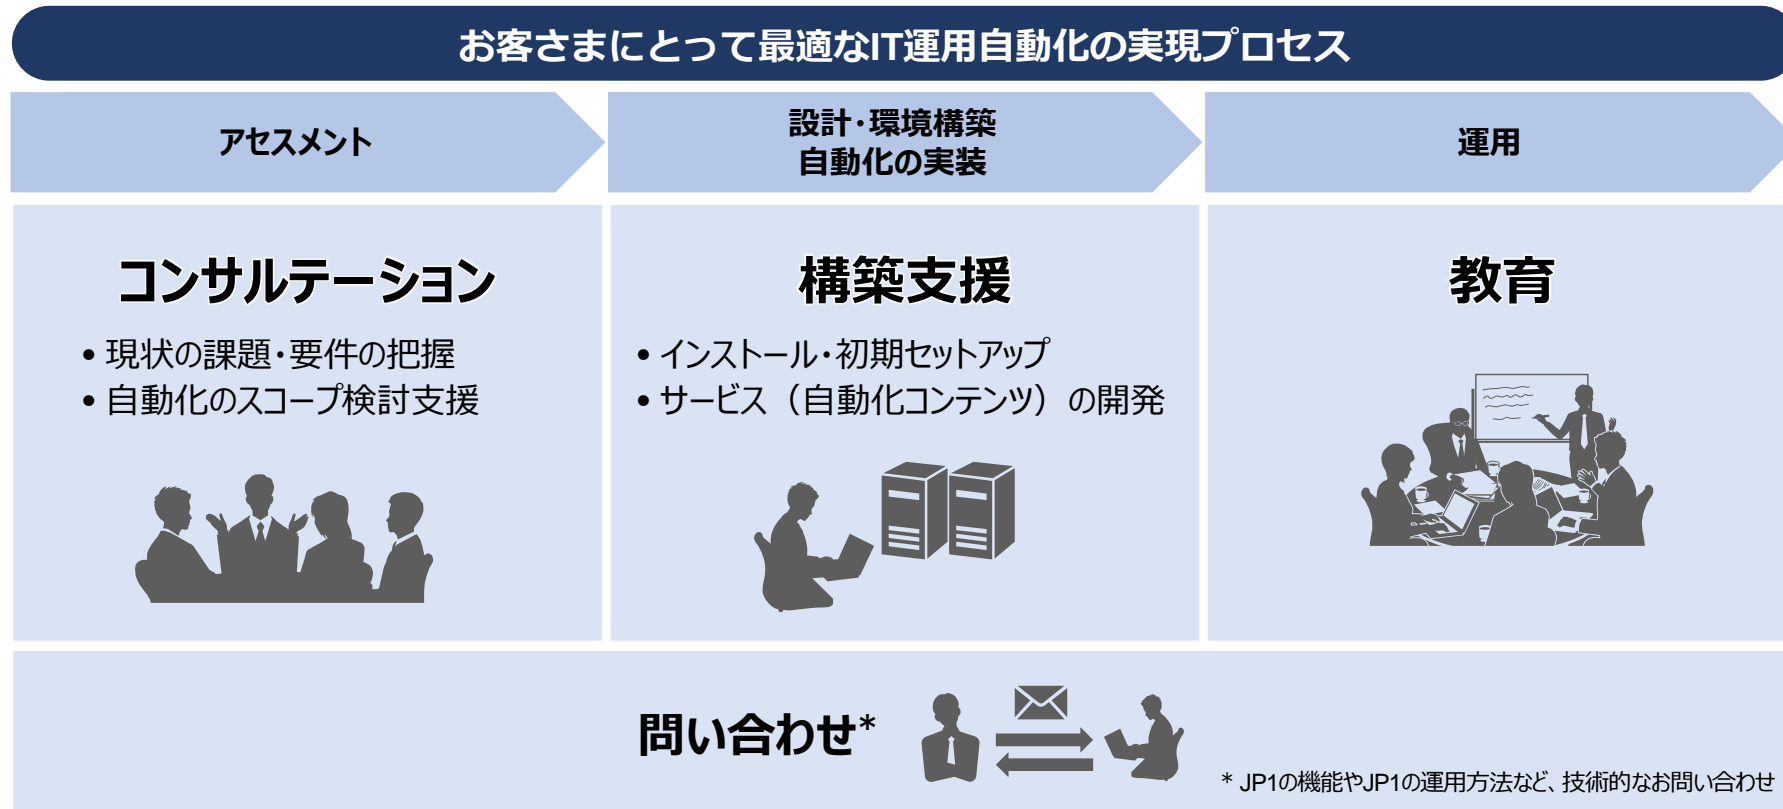 お客さまにとって最適なIT運用自動化の実現プロセス
アセスメント
設計・環境構築
自動化の実装
運用
コンサルテーション
• 現状の課題・要件の把握
• 自動化のスコープ検討支援
構築支援
• インストール・初期セットアップ
• サービス（自動化コンテンツ）の開発
教育
問い合わせ*
* JP1の機能やJP1の運用方法など、技術的なお問い合わせ